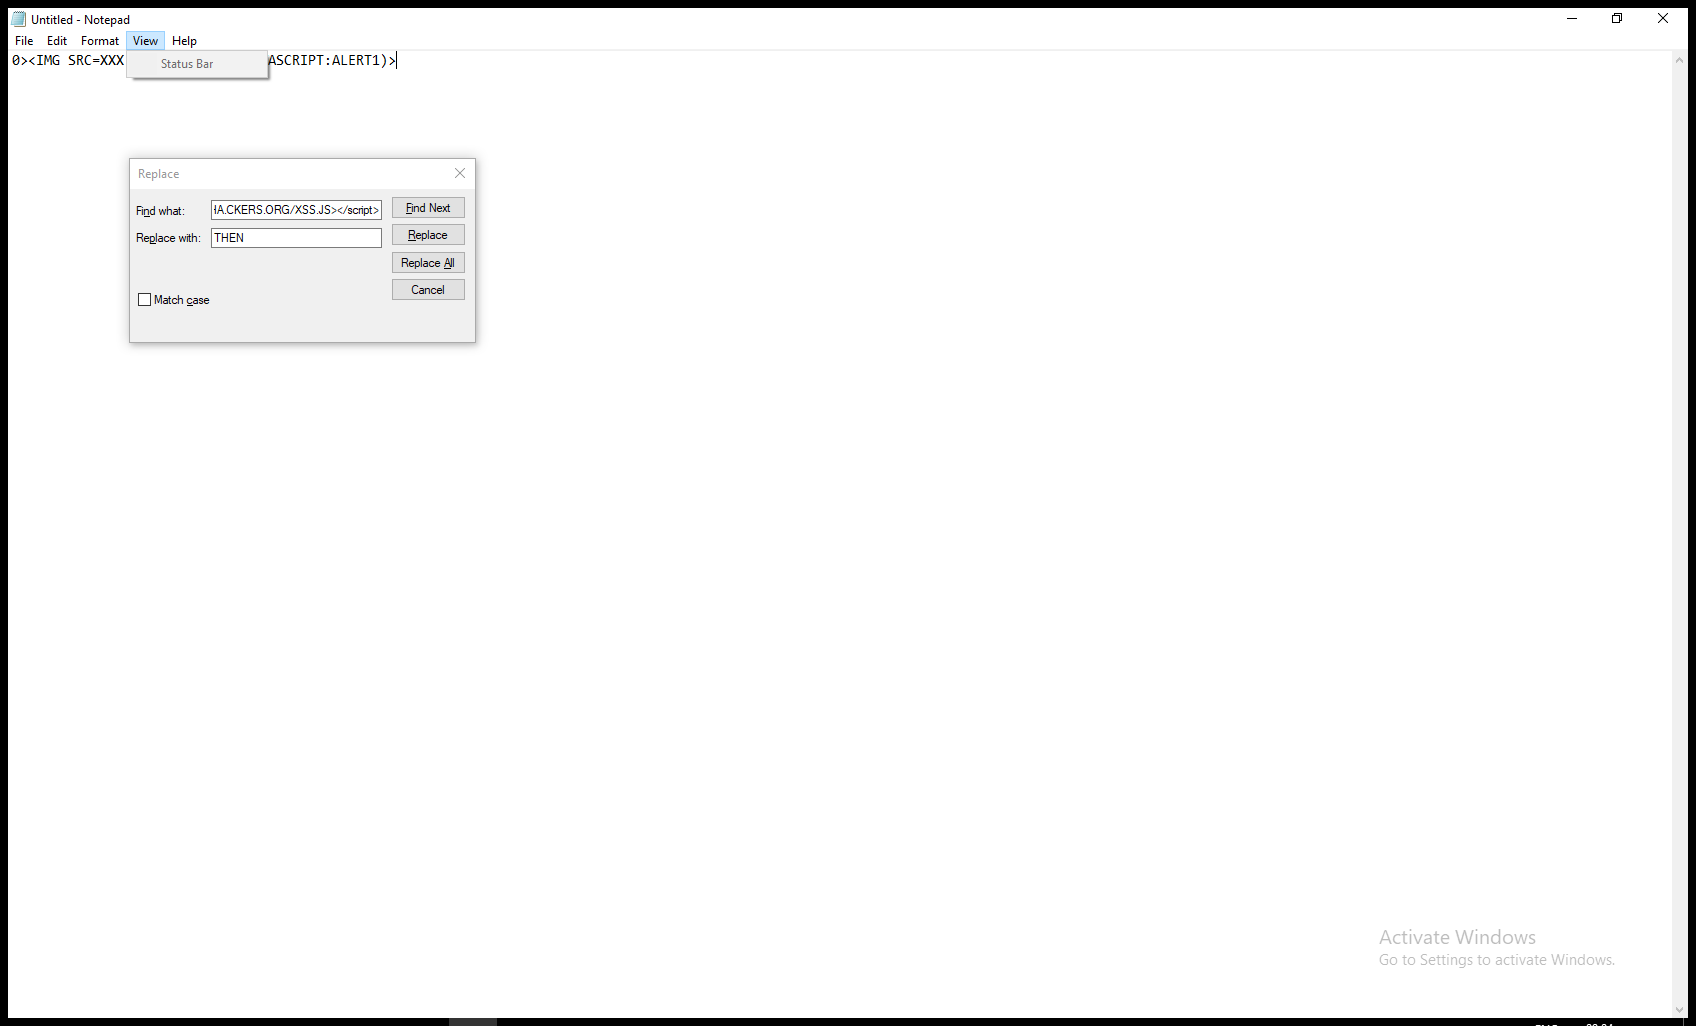 Untitled - Notepad
File Edit Format View Help
0><IMG SRC=XXX
ASCRIPT:ALERT1)>
Status Bar
Replace
Find what:
A.CKERS.ORG/XSS.JS></script>
Find Next
Replace with:
THEN
Replace
Replace All
Cancel
Match case
Activate Windows
Go to Settings to activate Windows.